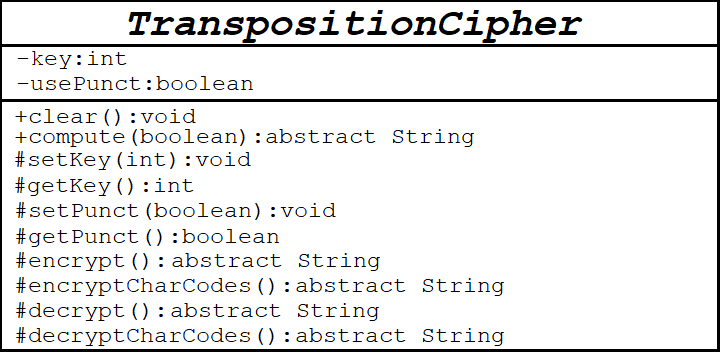 TranspositionCipher
-key:int
-usePunct:boolean
+clear():void
+compute(boolean):abstract String
#setKey(int):void
#getKey():int
#setPunct(boolean):void
#getPunct():boolean
#encrypt():abstract String
#encryptCharCodes():abstract String
#decrypt():abstract String
#decryptCharCodes():abstract String